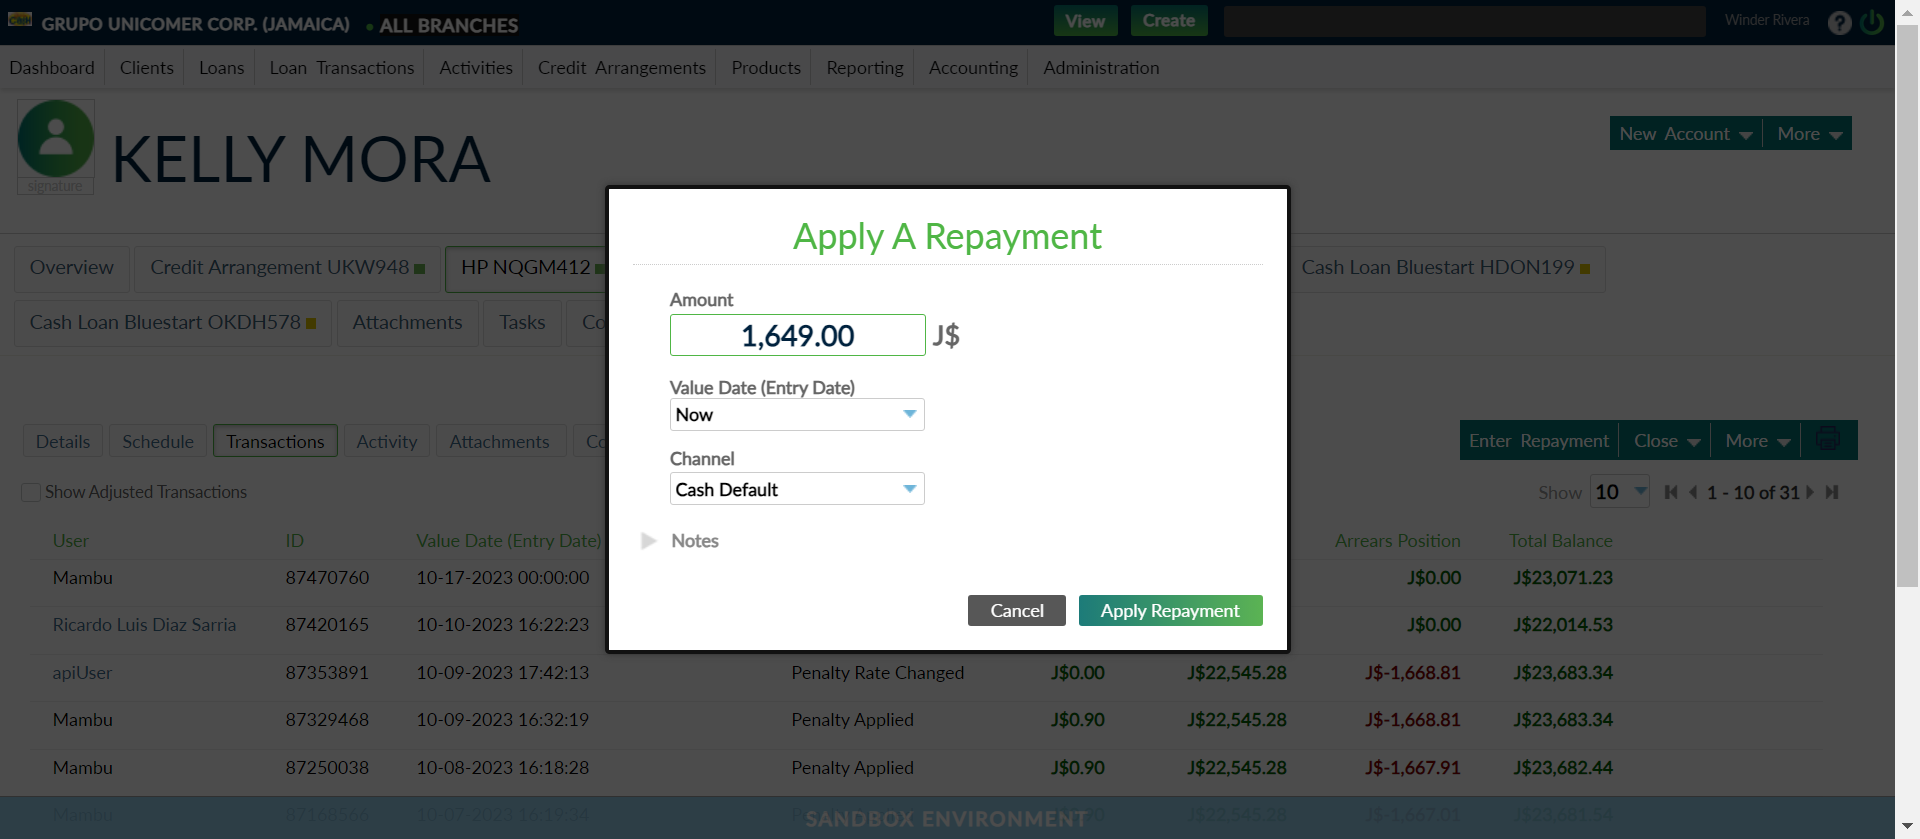 GRUPO UNICOMER CORP. (JAMAICA) ALL BRANCHES View Create Winder Rivera ?
Dashboard Clients Loans Loan Transactions Activities Credit Arrangements Products Reporting Accounting Administration
signature
KELLY MORA
New Account More
Overview Credit Arrangement UKW948 HP NQGM412 Cash Loan Bluestart HDON199
Cash Loan Bluestart OKDH578 Attachments Tasks
Apply A Repayment
Amount
1,649.00 J$
Value Date (Entry Date)
Now
Channel
Cash Default
Notes
Cancel Apply Repayment
Details Schedule Transactions Activity Attachments
Enter Repayment Close More
Show Adjusted Transactions
Show 10 1 - 10 of 31
User ID Value Date (Entry Date) Arrears Position Total Balance
Mambu 87470760 10-17-2023 00:00:00 J$0.00 J$23,071.23
Ricardo Luis Diaz Sarria 87420165 10-10-2023 16:22:23 J$0.00 J$22,014.53
apiUser 87353891 10-09-2023 17:42:13 Penalty Rate Changed J$0.00 J$22,545.28 J$-1,668.81 J$23,683.34
Mambu 87329468 10-09-2023 16:32:19 Penalty Applied J$0.90 J$22,545.28 J$-1,668.81 J$23,683.34
Mambu 87250038 10-08-2023 16:18:28 Penalty Applied J$0.90 J$22,545.28 J$-1,667.91 J$23,682.44
Mambu 87168566 10-07-2023 16:19:34 J$22,545.28 J$-1,667.01 J$23,681.54
SANDBOX ENVIRONMENT